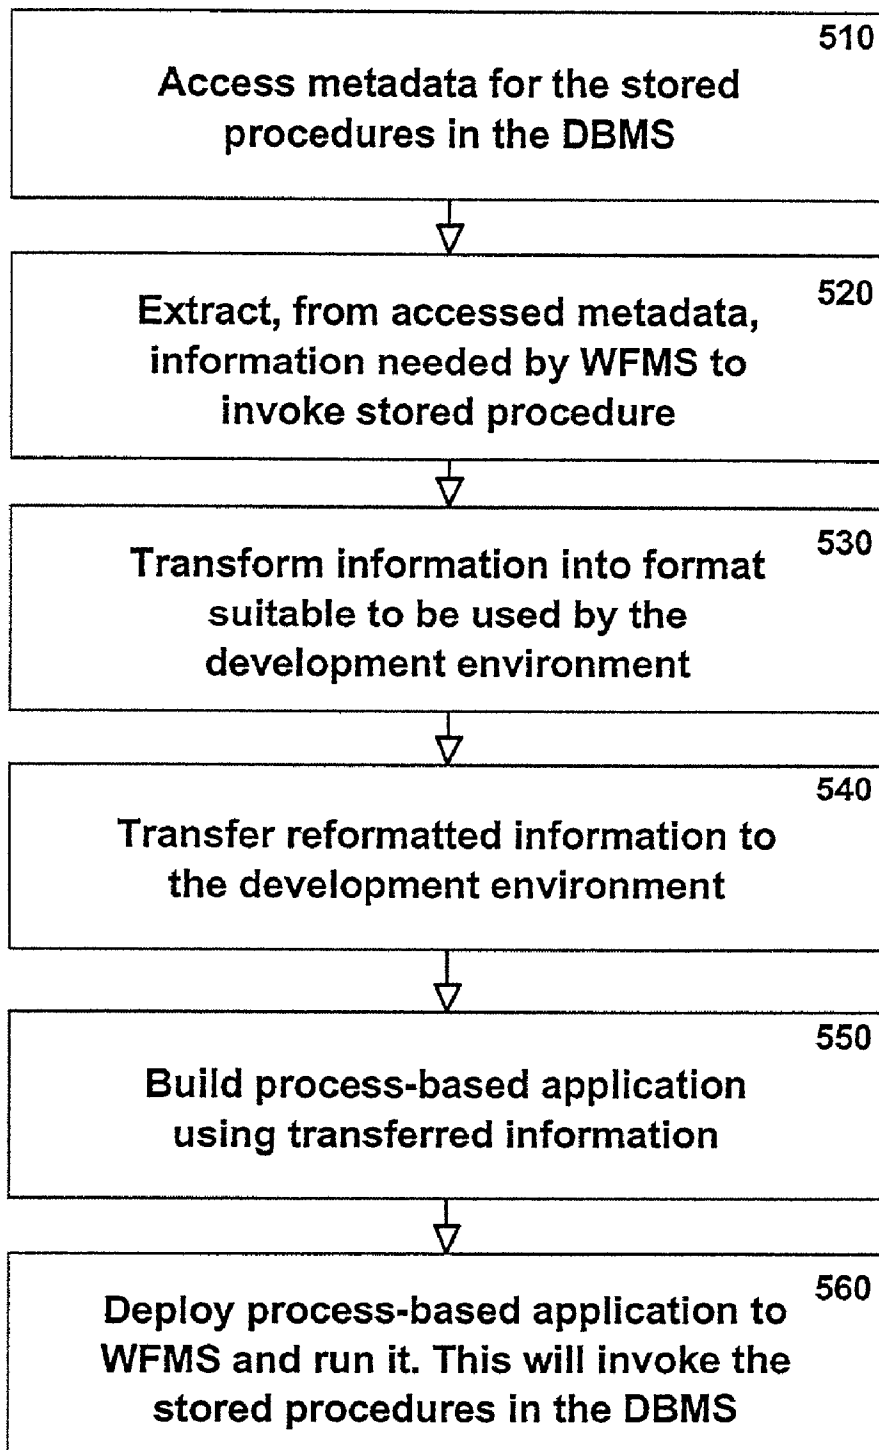 510
Access metadata for the stored
procedures in the DBMS
520
Extract, from accessed metadata,
information needed by WFMS to
invoke stored procedure
530
Transform information into format
suitable to be used by the
development environment
540
Transfer reformatted information to
the development environment
550
Build process-based application
using transferred information
560
Deploy process-based application to
WFMS and run it. This will invoke the
stored procedures in the DBMS